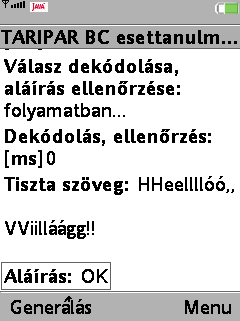 JAVA
TARIPAR BC esettanulm...
Válasz dekódolása,
aláírás ellenőrzése:
folyamatban...
Dekódolás, ellenőrzés:
[ms]0
Tiszta szöveg: HHeellllóó,,
VViilláágg!!
Aláírás: OK
Generálás
Menu